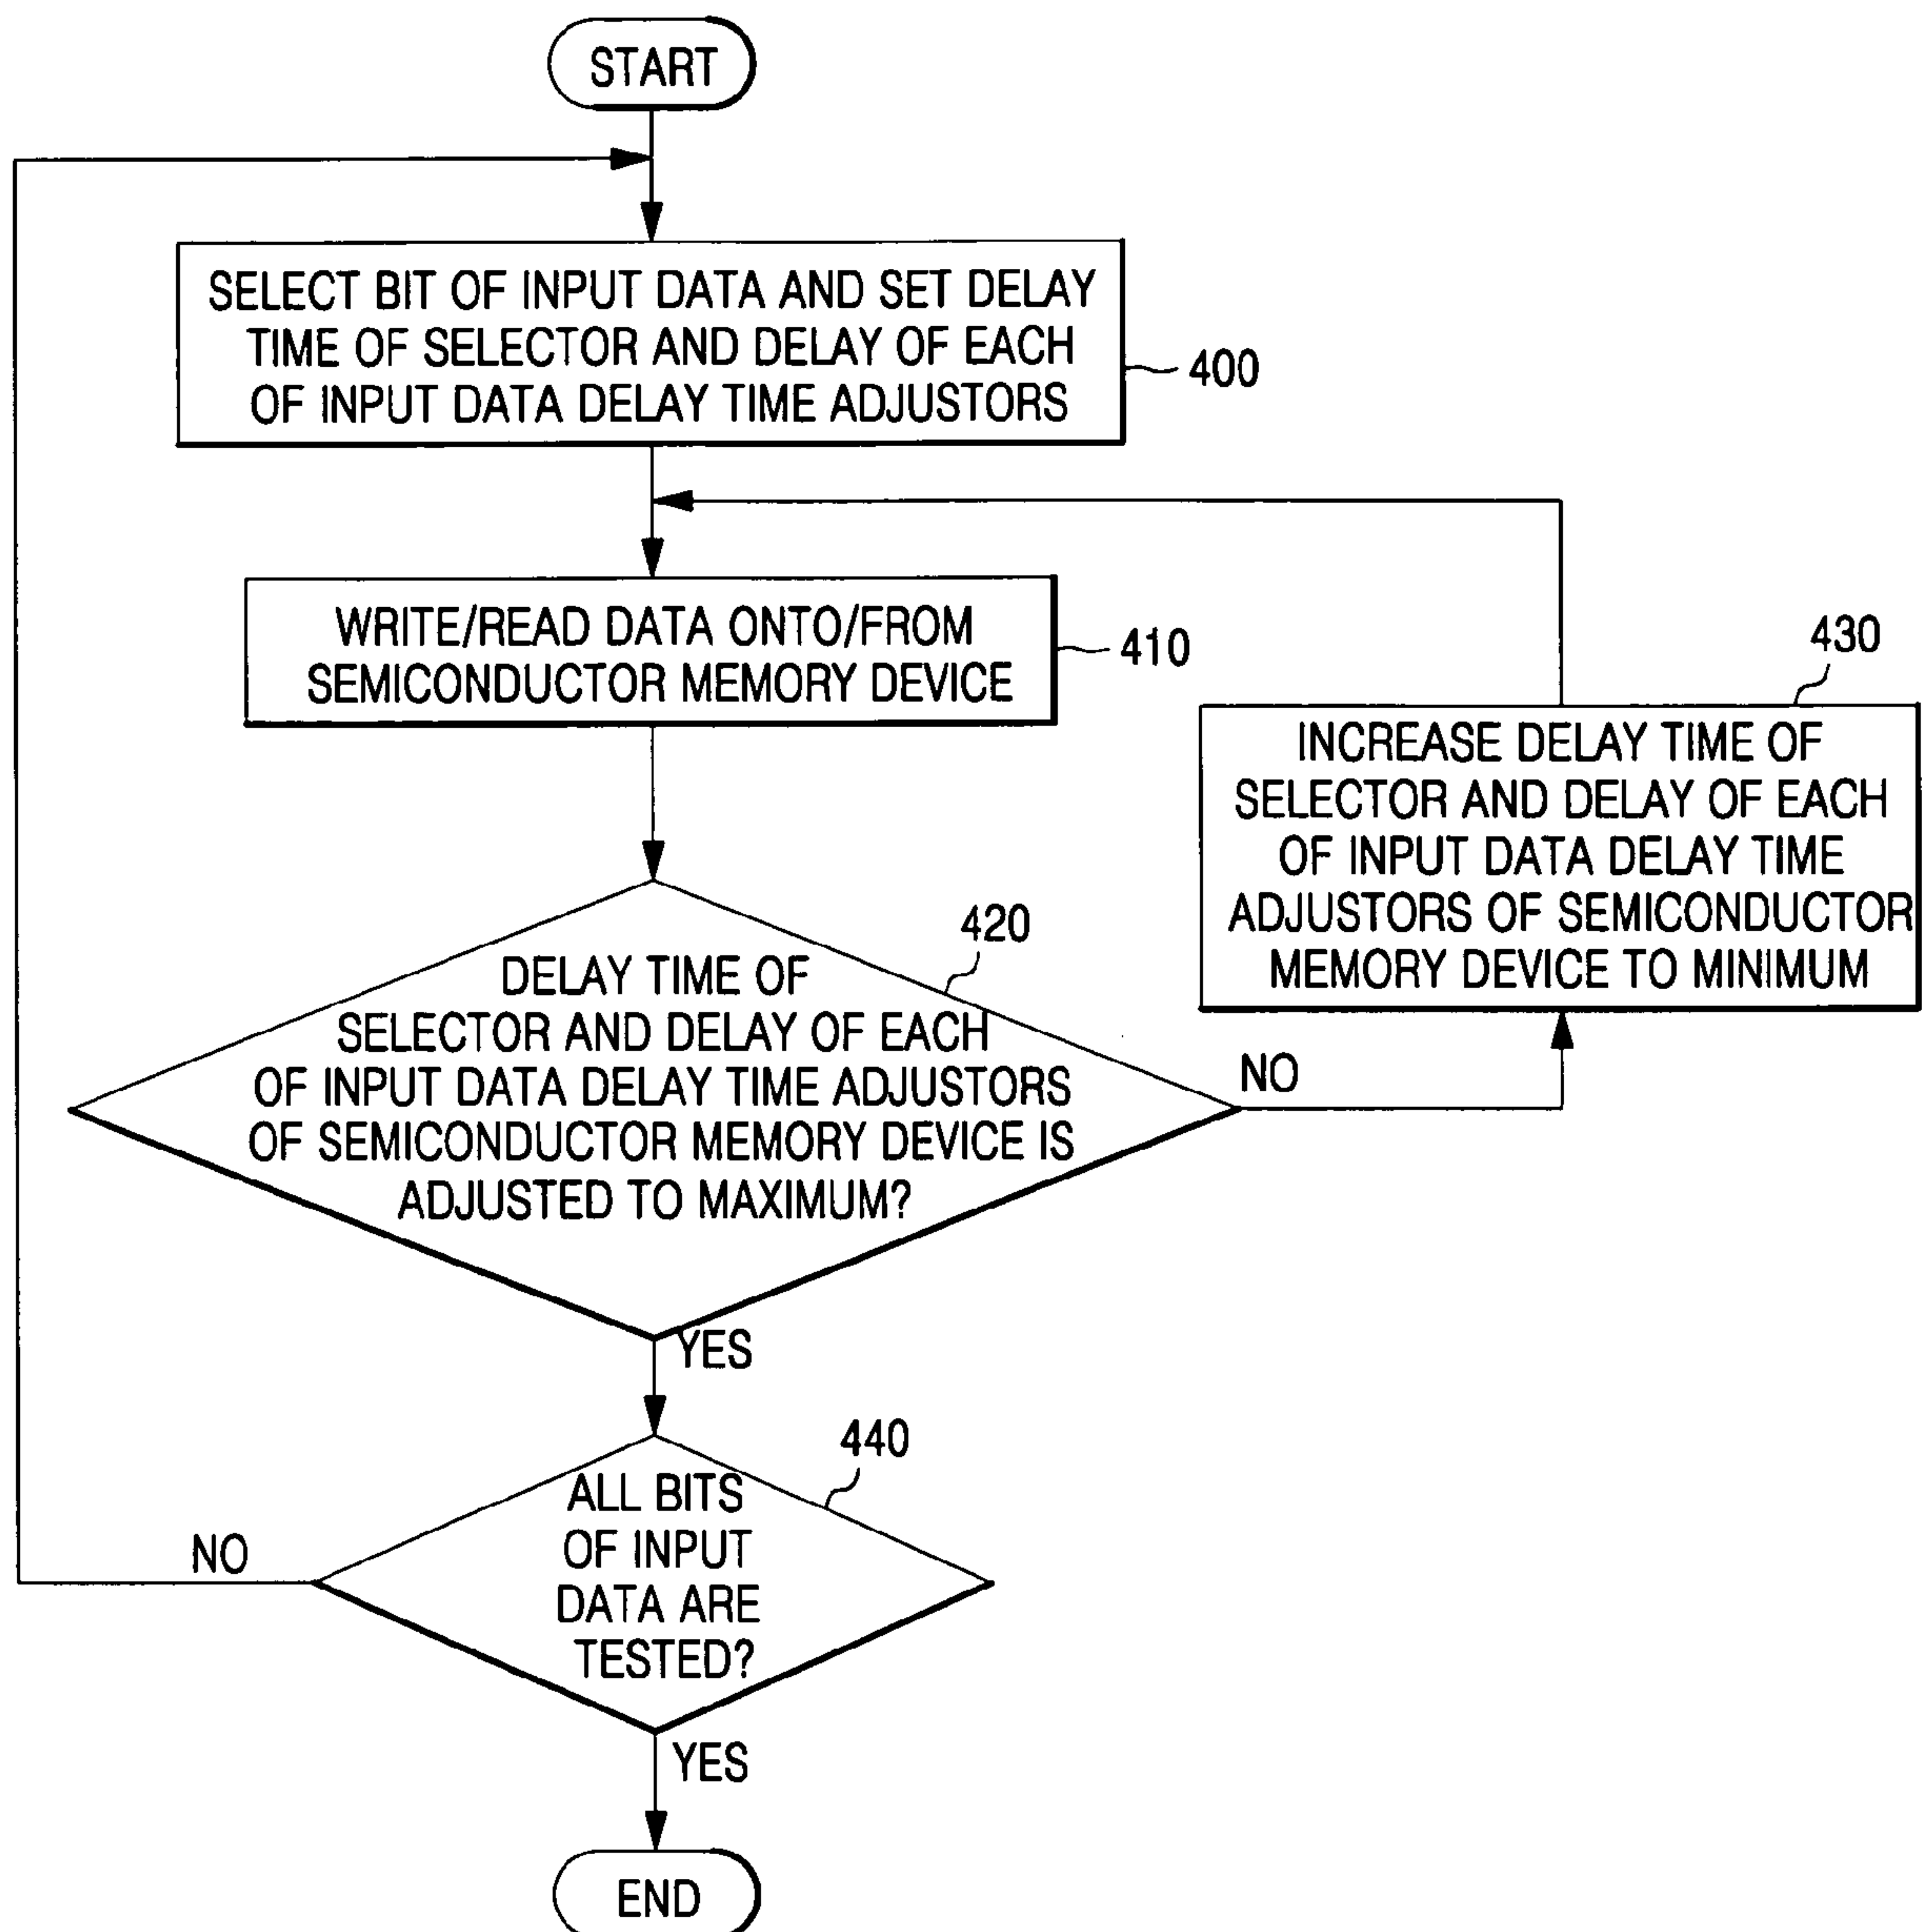 START
SELECT BIT OF INPUT DATA AND SET DELAY
TIME OF SELECTOR AND DELAY OF EACH
OF INPUT DATA DELAY TIME ADJUSTORS
400
WRITE/READ DATA ONTO/FROM
SEMICONDUCTOR MEMORY DEVICE
410
430
INCREASE DELAY TIME OF
SELECTOR AND DELAY OF EACH
OF INPUT DATA DELAY TIME
ADJUSTORS OF SEMICONDUCTOR
MEMORY DEVICE TO MINIMUM
420
DELAY TIME OF
SELECTOR AND DELAY OF EACH
OF INPUT DATA DELAY TIME ADJUSTORS
OF SEMICONDUCTOR MEMORY DEVICE IS
ADJUSTED TO MAXIMUM?
NO
YES
440
ALL BITS
OF INPUT
DATA ARE
TESTED?
NO
YES
END